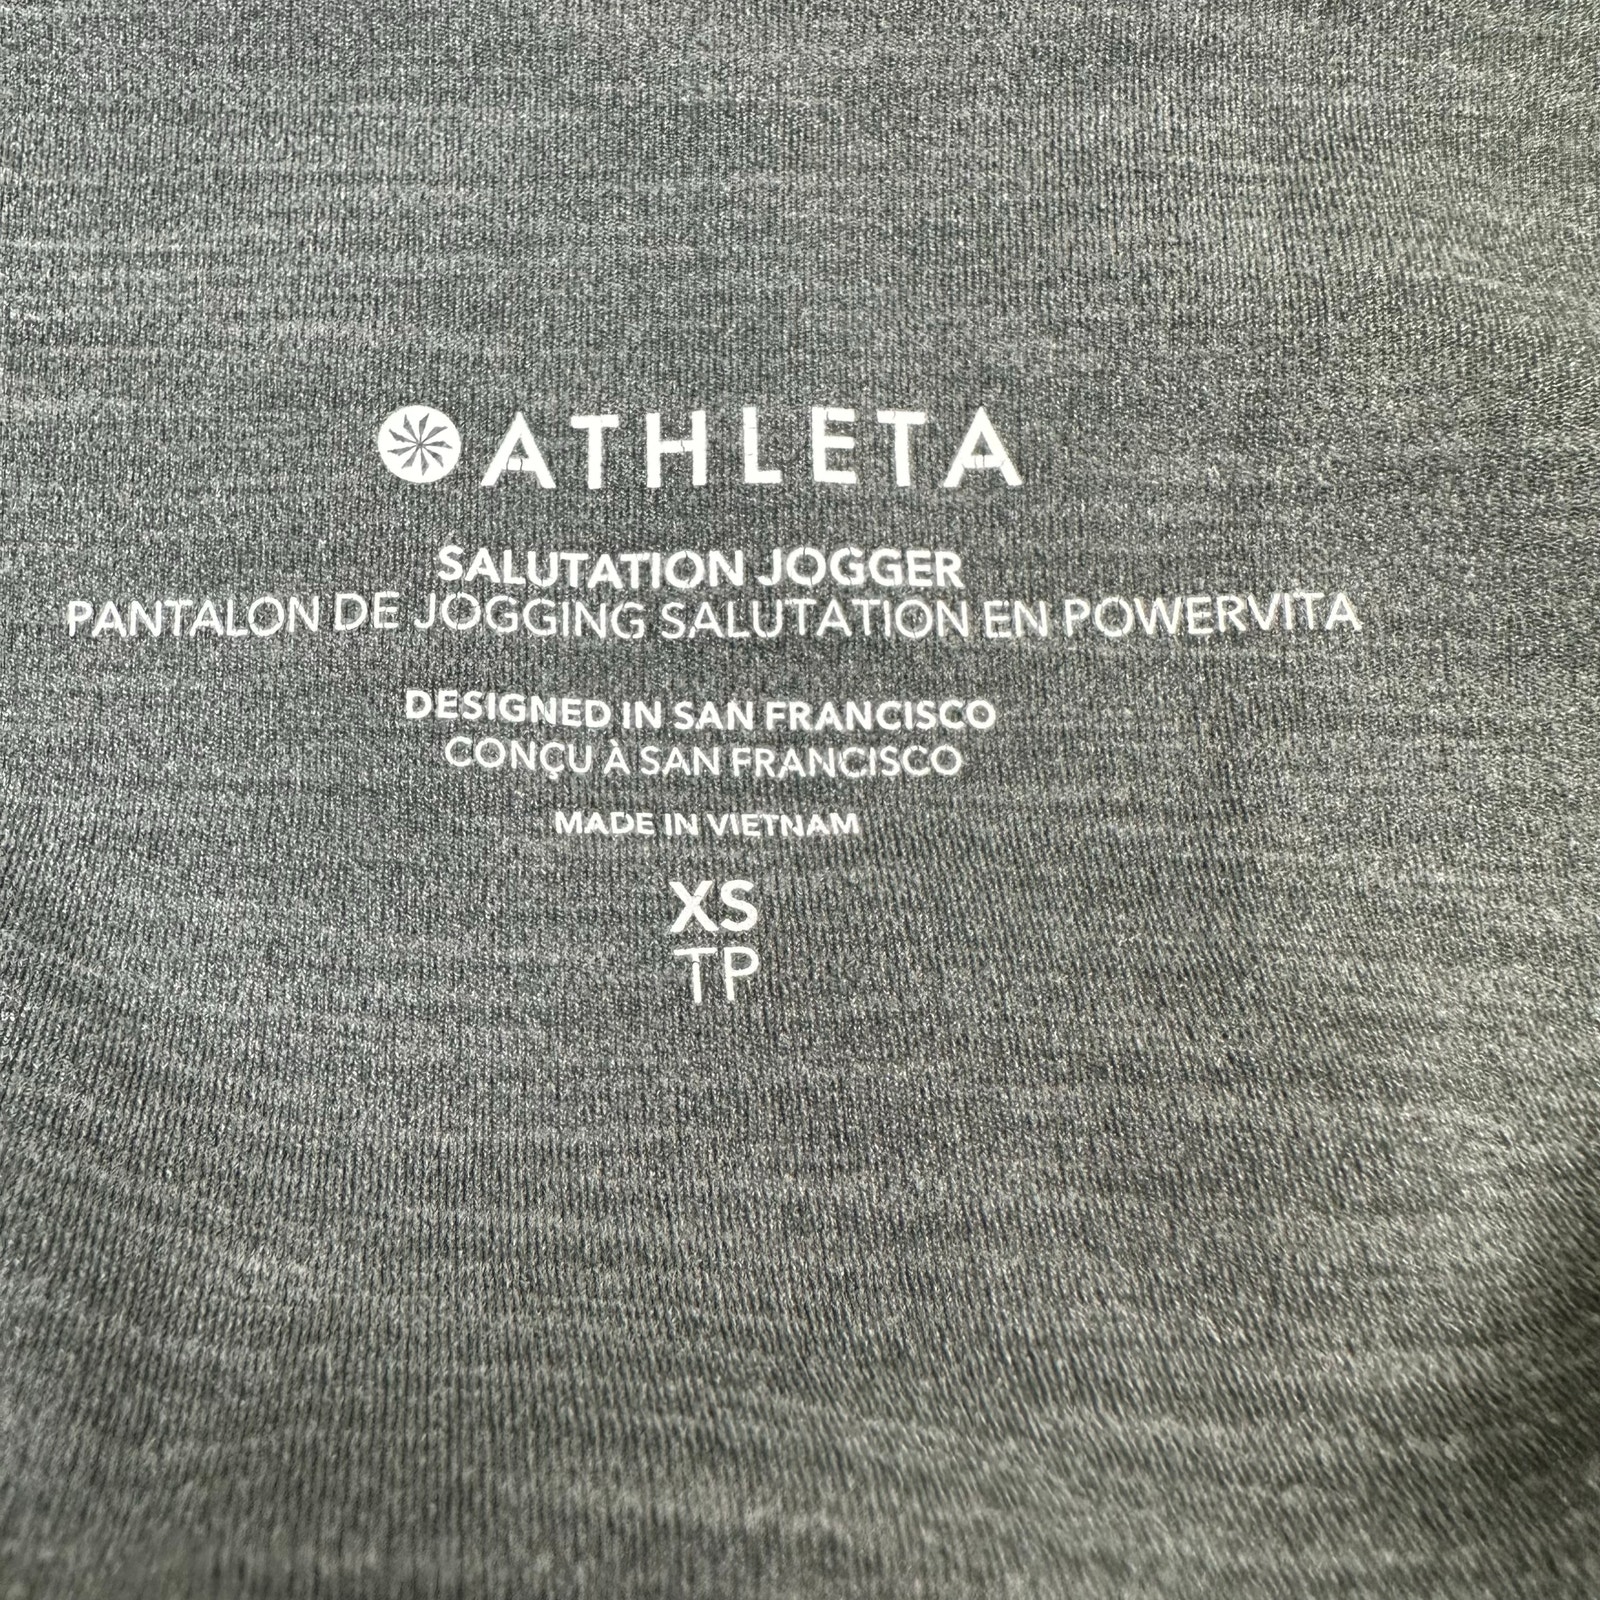 ATHLETA
SALUTATION JOGGER
PANTALON DE JOGGING SALUTATION EN POWERVITA
DESIGNED IN SAN FRANCISCO
CONÇU À SAN FRANCISCO
MADE IN VIETNAM
XS
TP